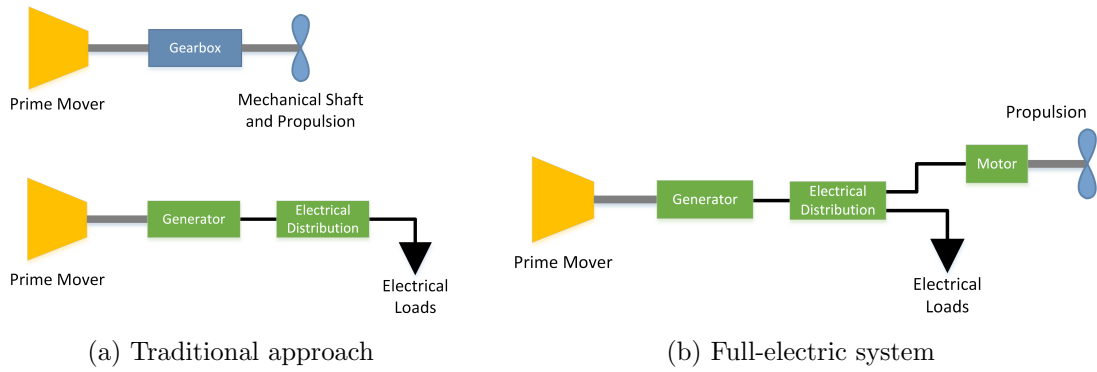 Gearbox
Prime Mover
Mechanical Shaft
and Propulsion
Generator
Electrical
Distribution
Prime Mover
Electrical
Loads
(a) Traditional approach
Propulsion
Motor
Generator
Electrical
Distribution
Prime Mover
Electrical
Loads
(b) Full-electric system